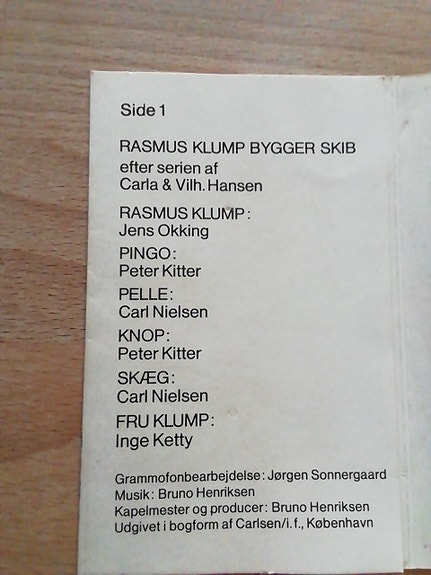 Side 1
RASMUS KLUMP BYGGER SKIB
efter serien af
Carla & Vilh. Hansen
RASMUS KLUMP:
Jens Okking
PINGO:
Peter Kitter
PELLE:
Carl Nielsen
KNOP:
Peter Kitter
SKÆG:
Carl Nielsen
FRU KLUMP:
Inge Ketty
Grammofonbearbejdelse: Jørgen Sonnergaard
Musik: Bruno Henriksen
Kapelmester og producer: Bruno Henriksen
Udgivet i bogform af Carlsen/i.f., København